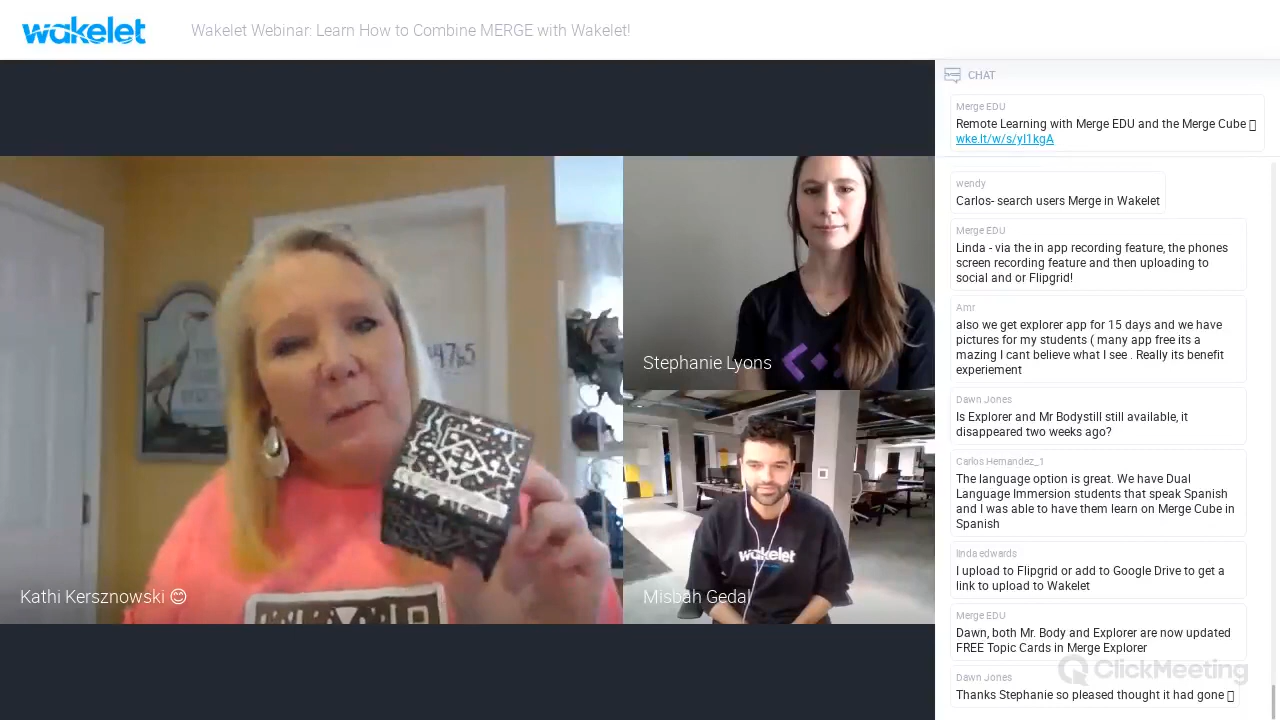 wakelet
Wakelet Webinar: Learn How to Combine MERGE with Wakelet!
CHAT
Merge EDU
Remote Learning with Merge EDU and the Merge Cube
wke.lt/w/s/yI1kgA
wendy
Carlos- search users Merge in Wakelet
Merge EDU
Linda - via the in app recording feature, the phones
screen recording feature and then uploading to
social and or Flipgrid!
Amr
also we get explorer app for 15 days and we have
pictures for my students ( many app free its a
mazing I cant believe what I see . Really its benefit
experiement
Dawn Jones
Is Explorer and Mr Bodystill still available, it
disappeared two weeks ago?
Carlos Hernandez_1
The language option is great. We have Dual
Language Immersion students that speak Spanish
and I was able to have them learn on Merge Cube in
Spanish
linda edwards
I upload to Flipgrid or add to Google Drive to get a
link to upload to Wakelet
Merge EDU
Dawn, both Mr. Body and Explorer are now updated
FREE Topic Cards in Merge Explorer
Dawn Jones
Thanks Stephanie so pleased thought it had gone
ClickMeeting
Stephanie Lyons
wakelet
Kathi Kersznowski 😊
Misbah Gedal